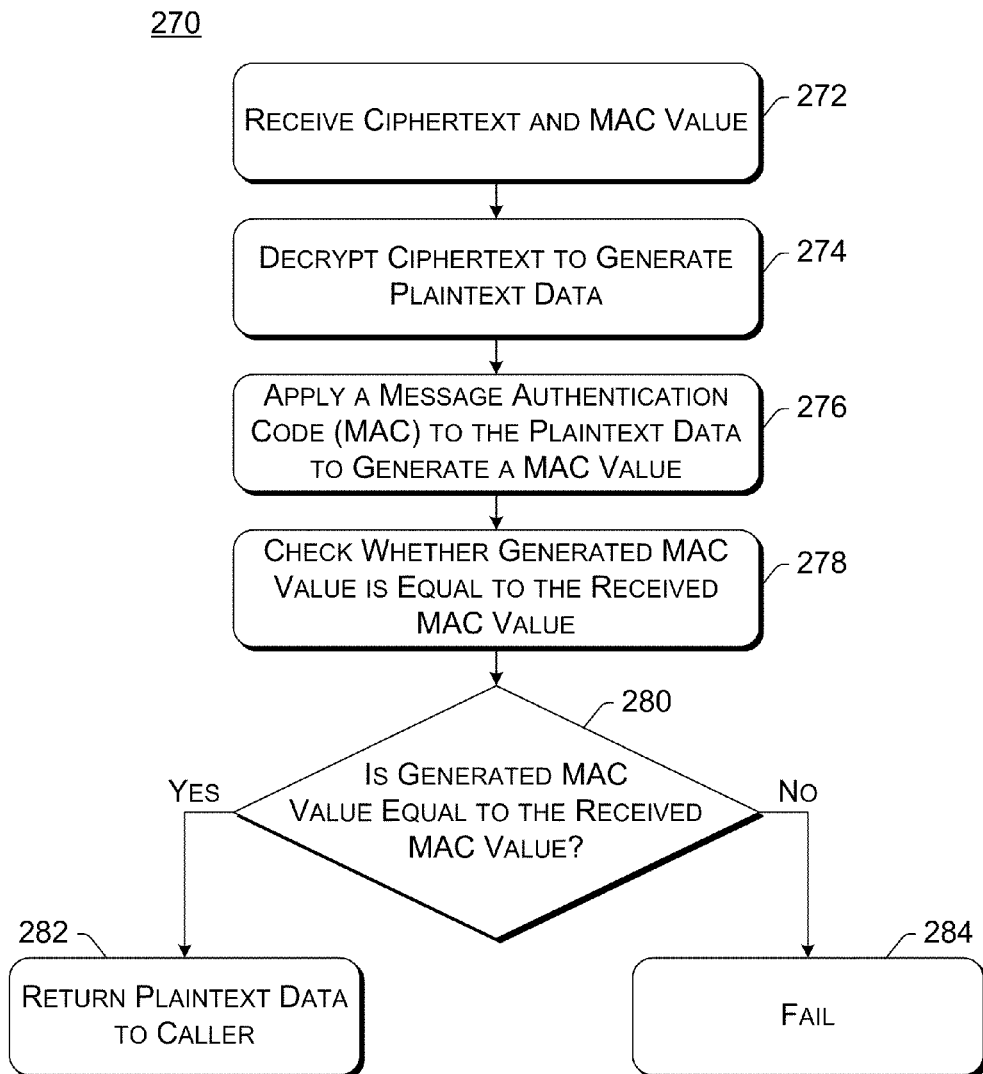 270
RECEIVE CIPHERTEXT AND MAC VALUE
272
DECRYPT CIPHERTEXT TO GENERATE
PLAINTEXT DATA
274
APPLY A MESSAGE AUTHENTICATION
CODE (MAC) TO THE PLAINTEXT DATA
TO GENERATE A MAC VALUE
276
CHECK WHETHER GENERATED MAC
VALUE IS EQUAL TO THE RECEIVED
MAC VALUE
278
280
IS GENERATED MAC
VALUE EQUAL TO THE RECEIVED
MAC VALUE?
YES
NO
282
RETURN PLAINTEXT DATA
TO CALLER
284
FAIL